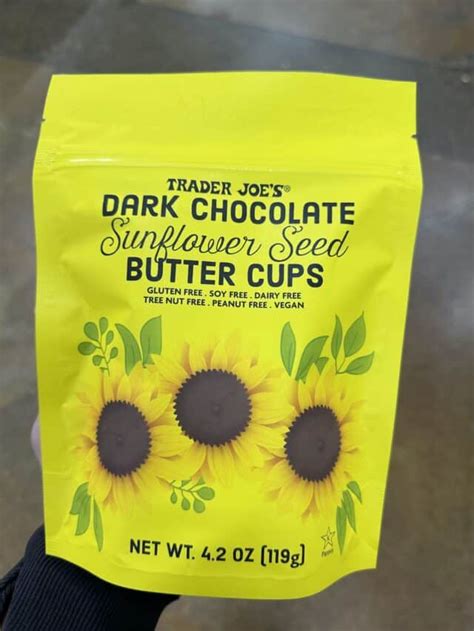 TRADER JOE'S®
DARK CHOCOLATE
Sunflower Seed
BUTTER CUPS
GLUTEN FREE . SOY FREE . DAIRY FREE
TREE NUT FREE . PEANUT FREE . VEGAN
NET WT. 4.2 OZ (119g)